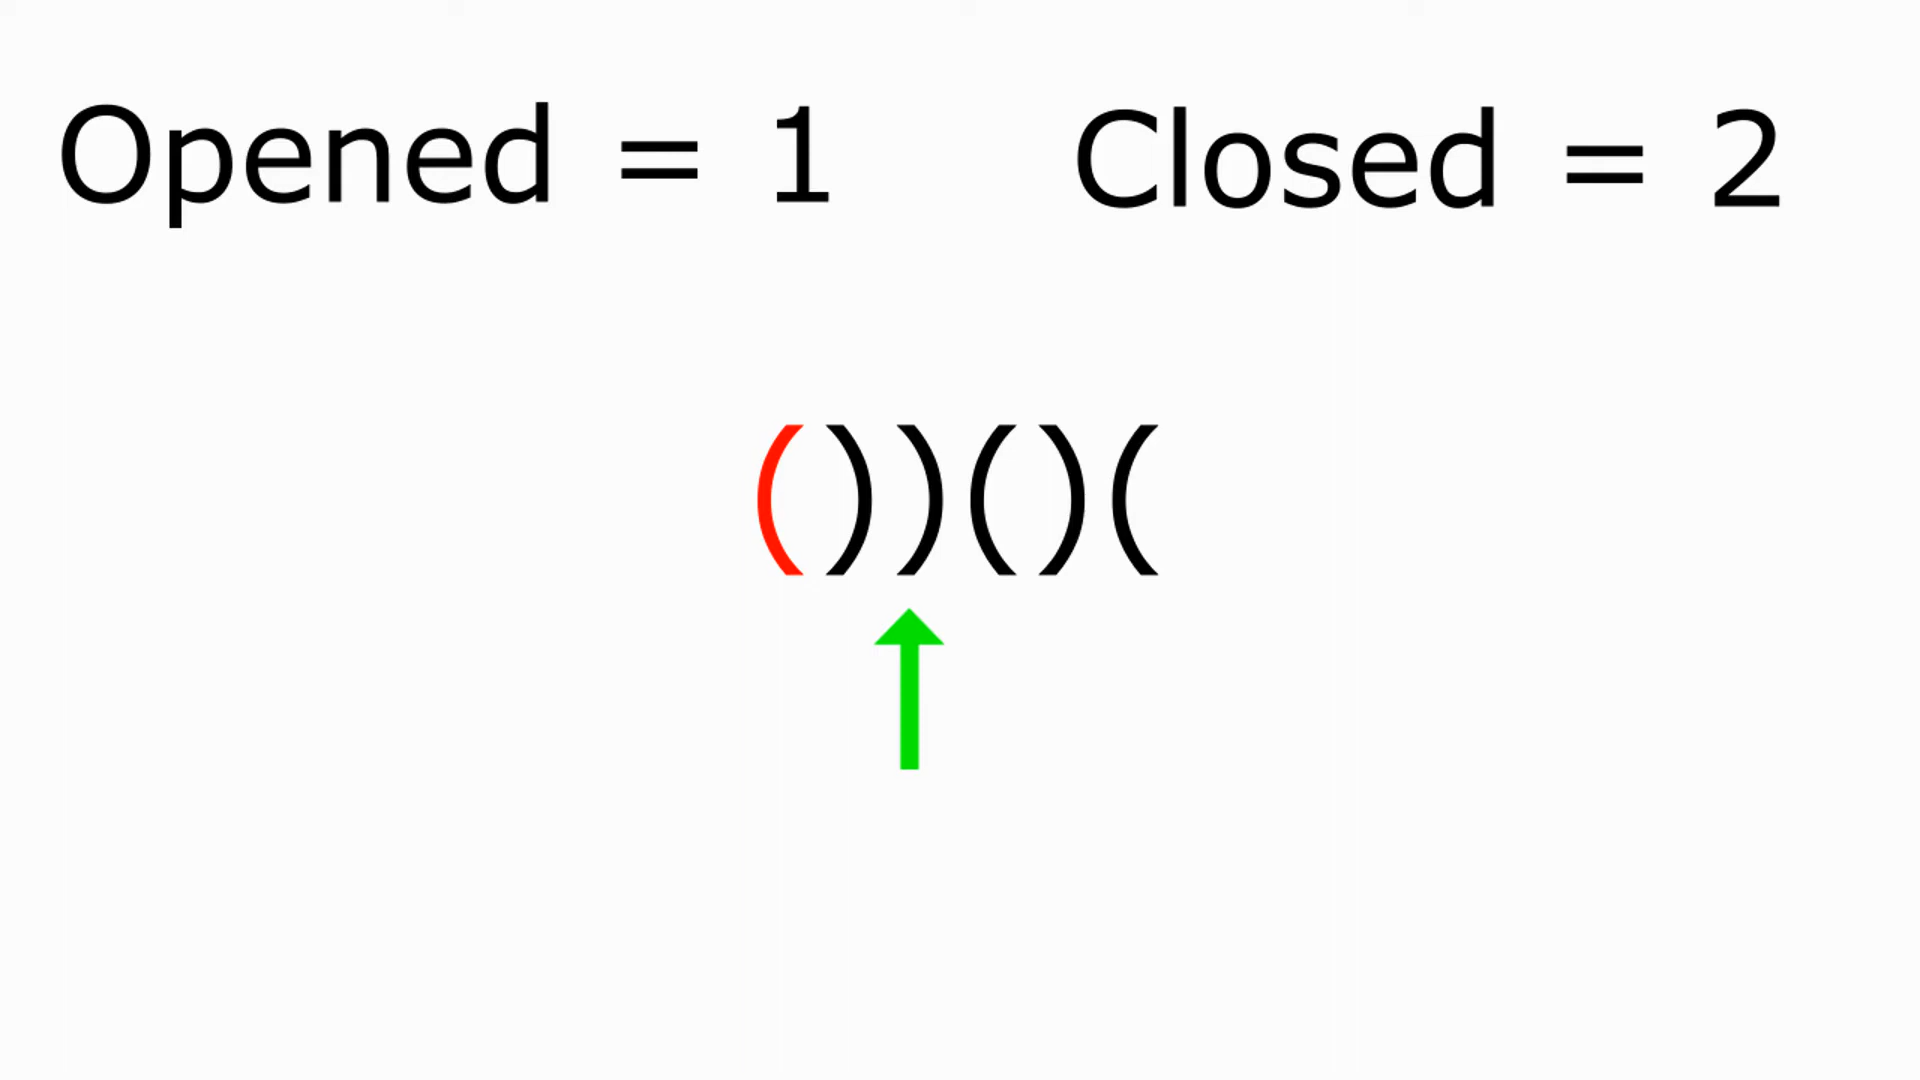 Opened = 1 Closed = 2
())()(